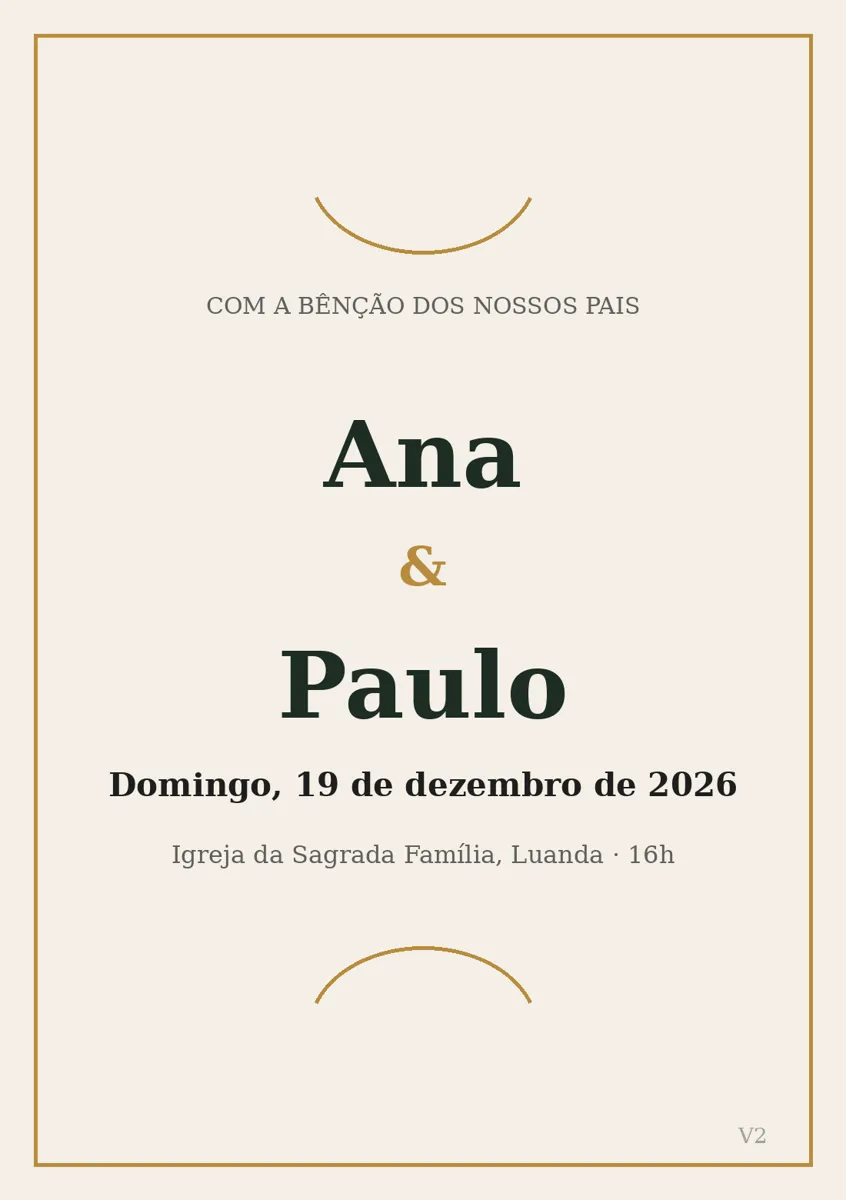 COM A BÊNÇÃO DOS NOSSOS PAIS
Ana
&
Paulo
Domingo, 19 de dezembro de 2026
Igreja da Sagrada Família, Luanda · 16h
V2